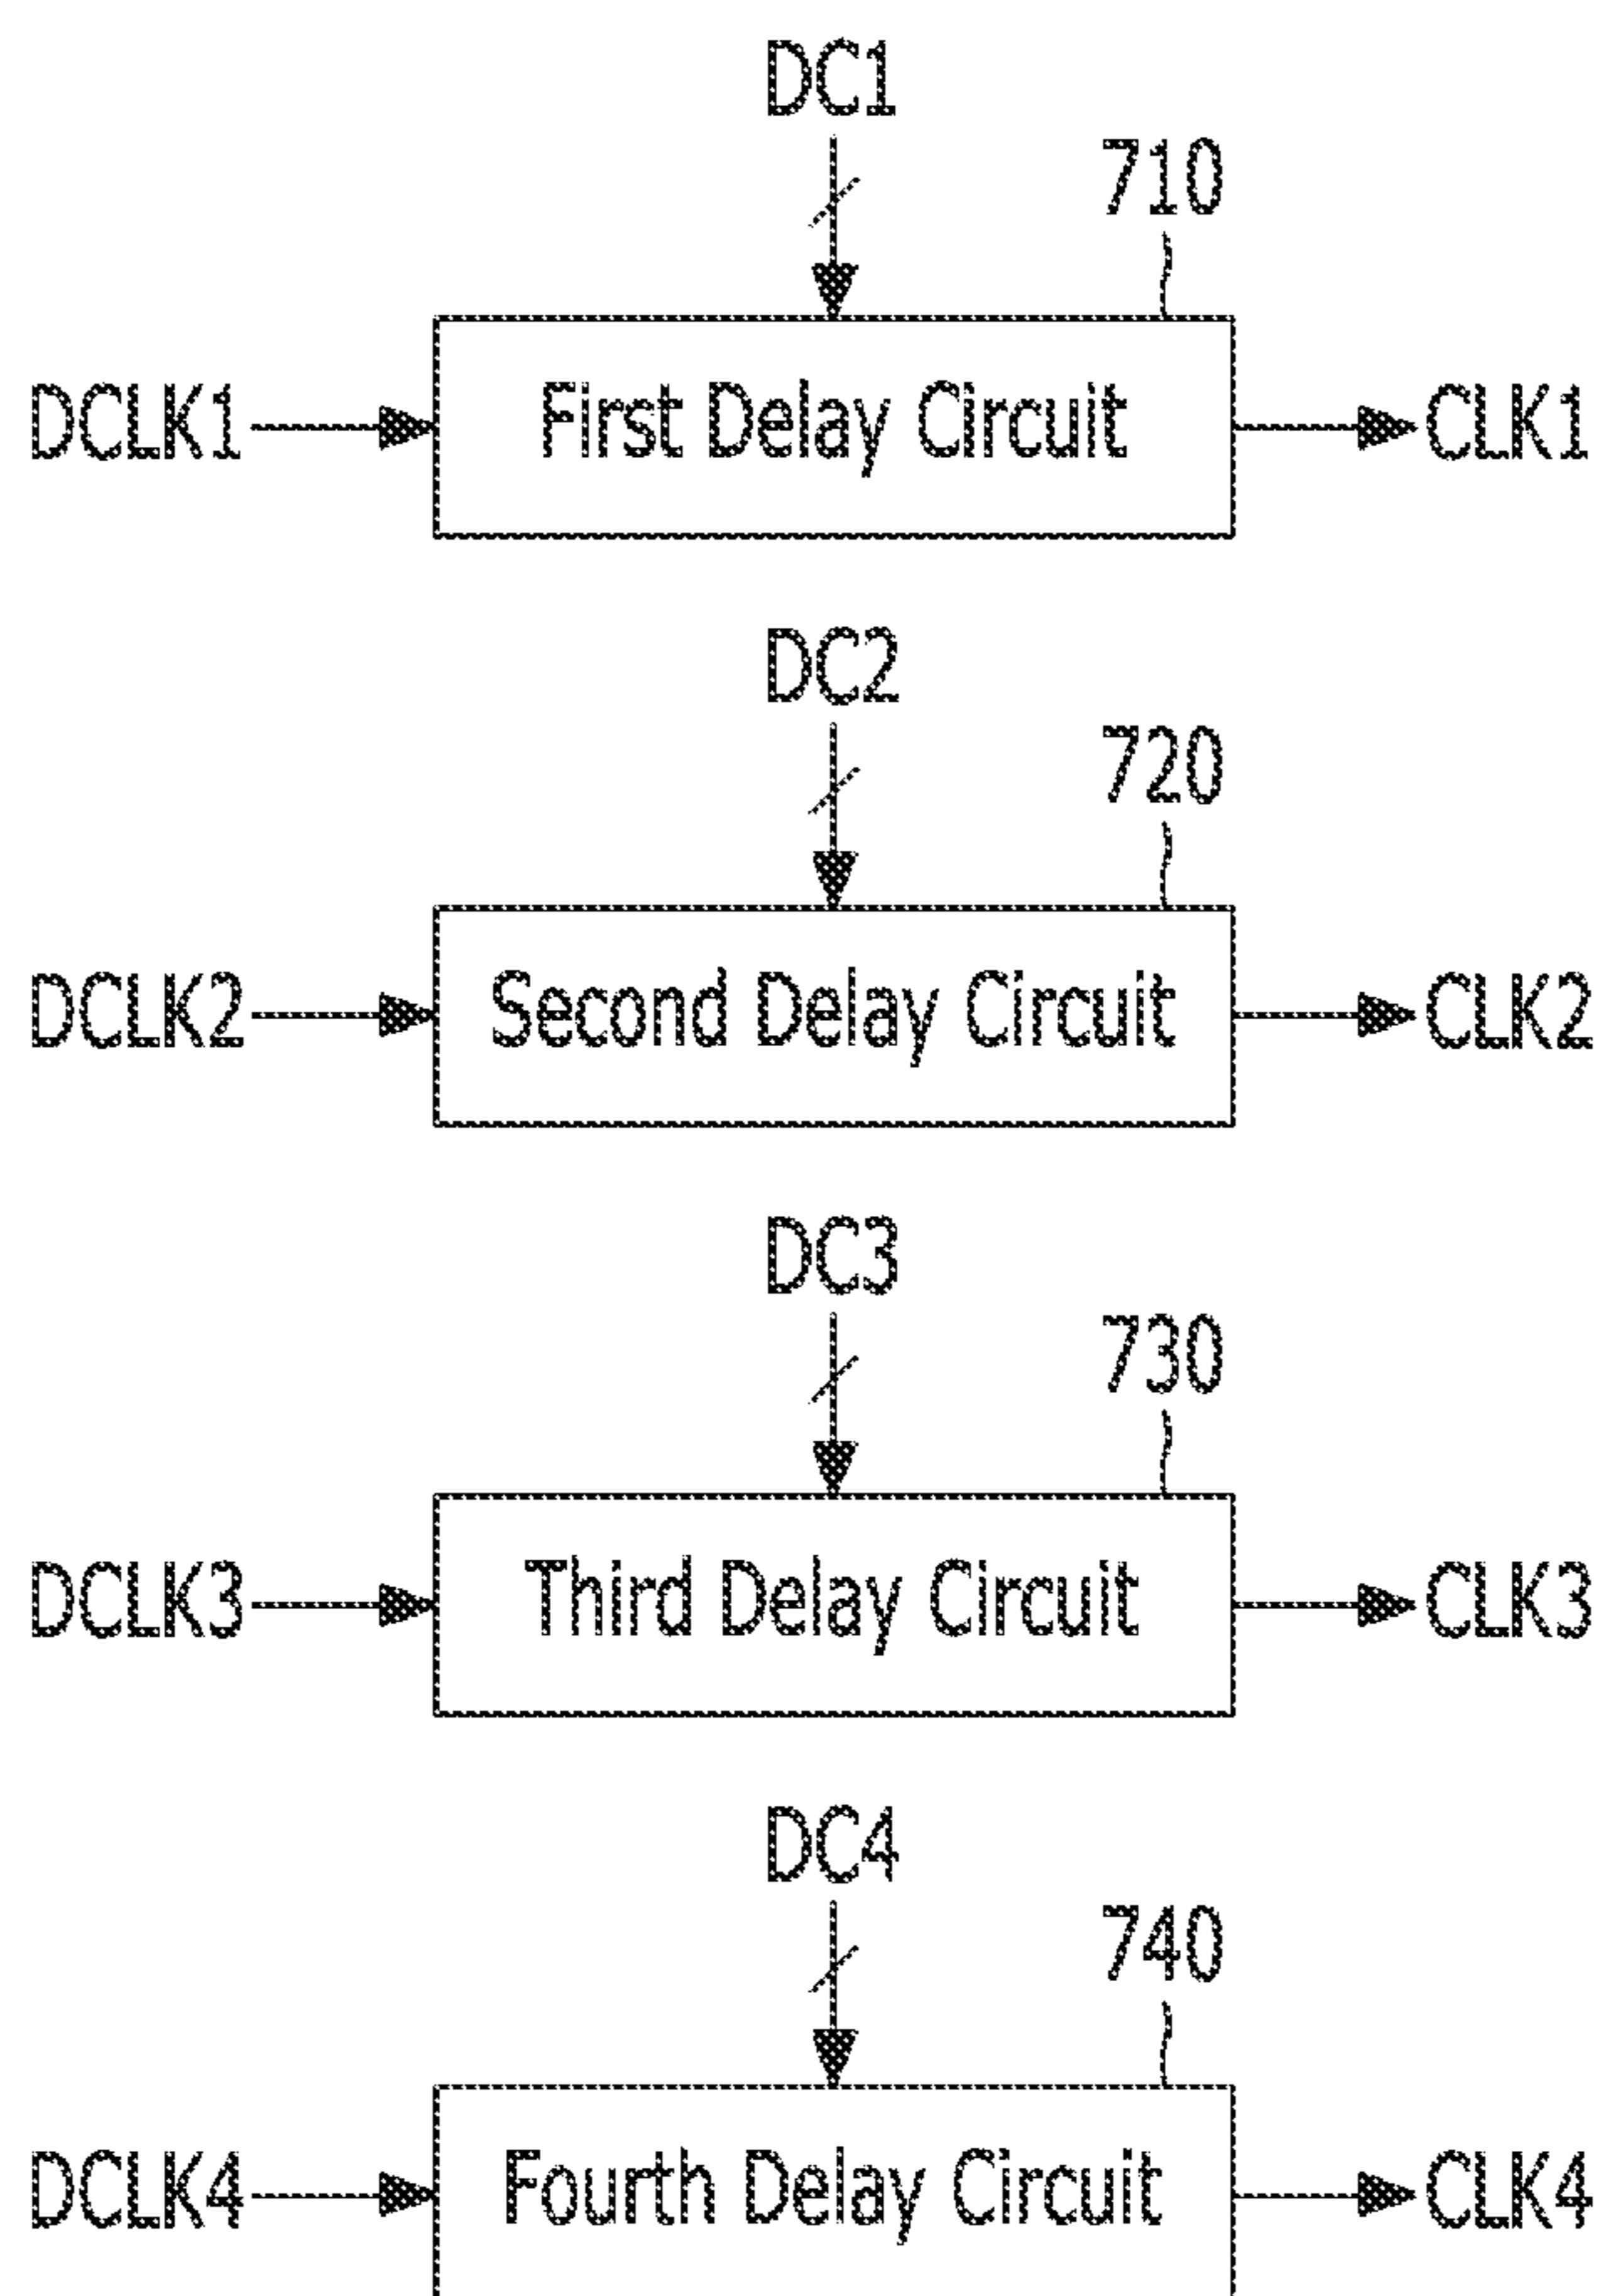 DC1
710
DCLK1 First Delay Circuit CLK1
DC2
720
DCLK2 Second Delay Circuit CLK2
DC3
730
DCLK3 Third Delay Circuit CLK3
DC4
740
DCLK4 Fourth Delay Circuit CLK4